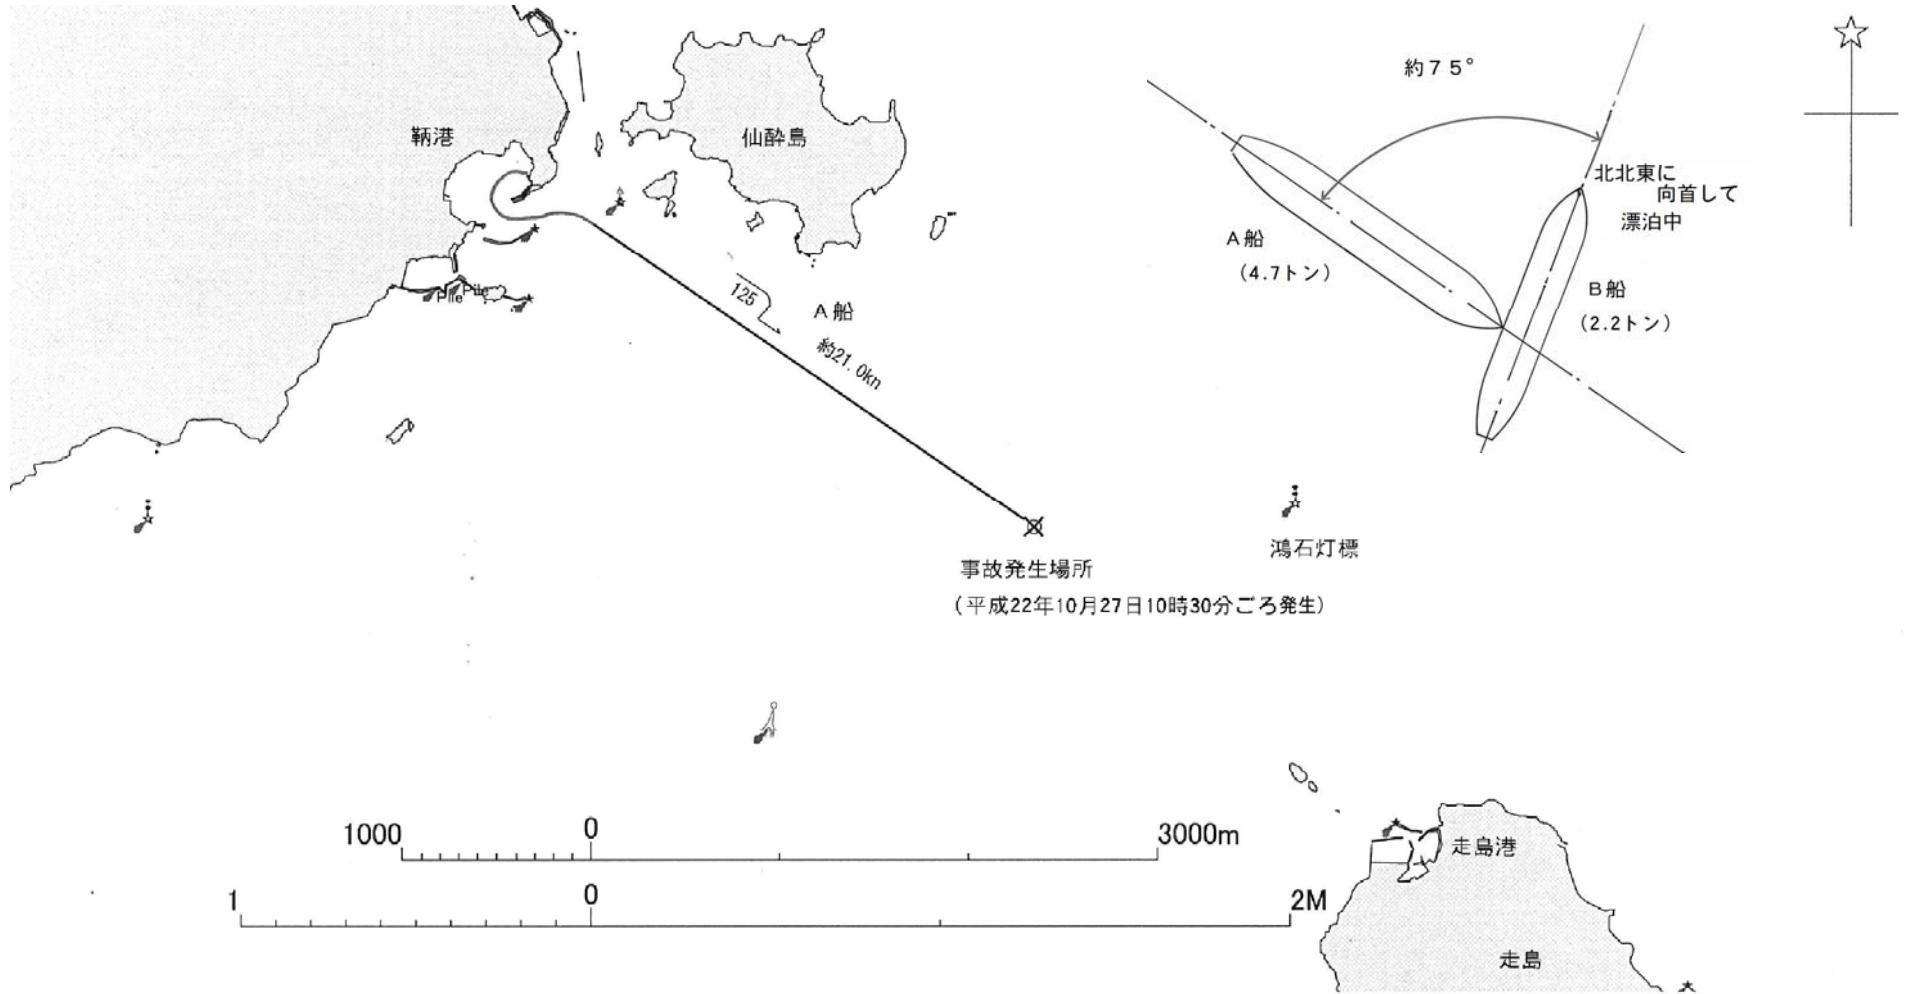 約75°
鞆港
仙酔島
北北東に
向首して
漂泊中
A船
(4.7トン)
B船
(2.2トン)
Pile
Pile
125
A船
約21.0kn
鴻石灯標
事故発生場所
(平成22年10月27日10時30分ごろ発生)
1000
0
3000m
1
0
2M
走島港
走島